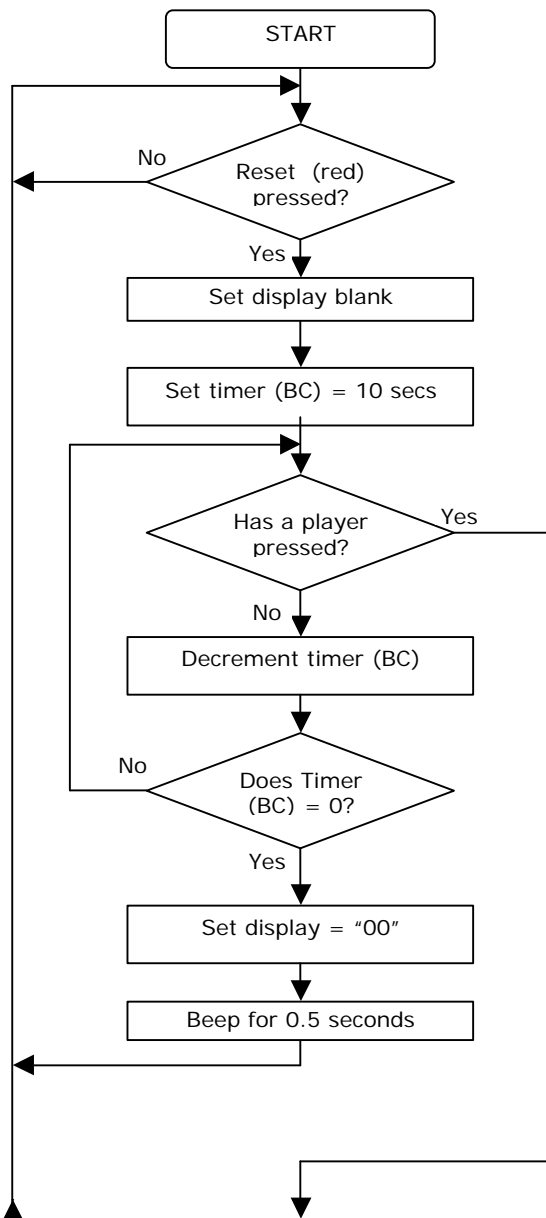 START
No
Reset (red)
pressed?
Yes
Set display blank
Set timer (BC) = 10 secs
Has a player
pressed?
Yes
No
Decrement timer (BC)
No
Does Timer
(BC) = 0?
Yes
Set display = “00”
Beep for 0.5 seconds